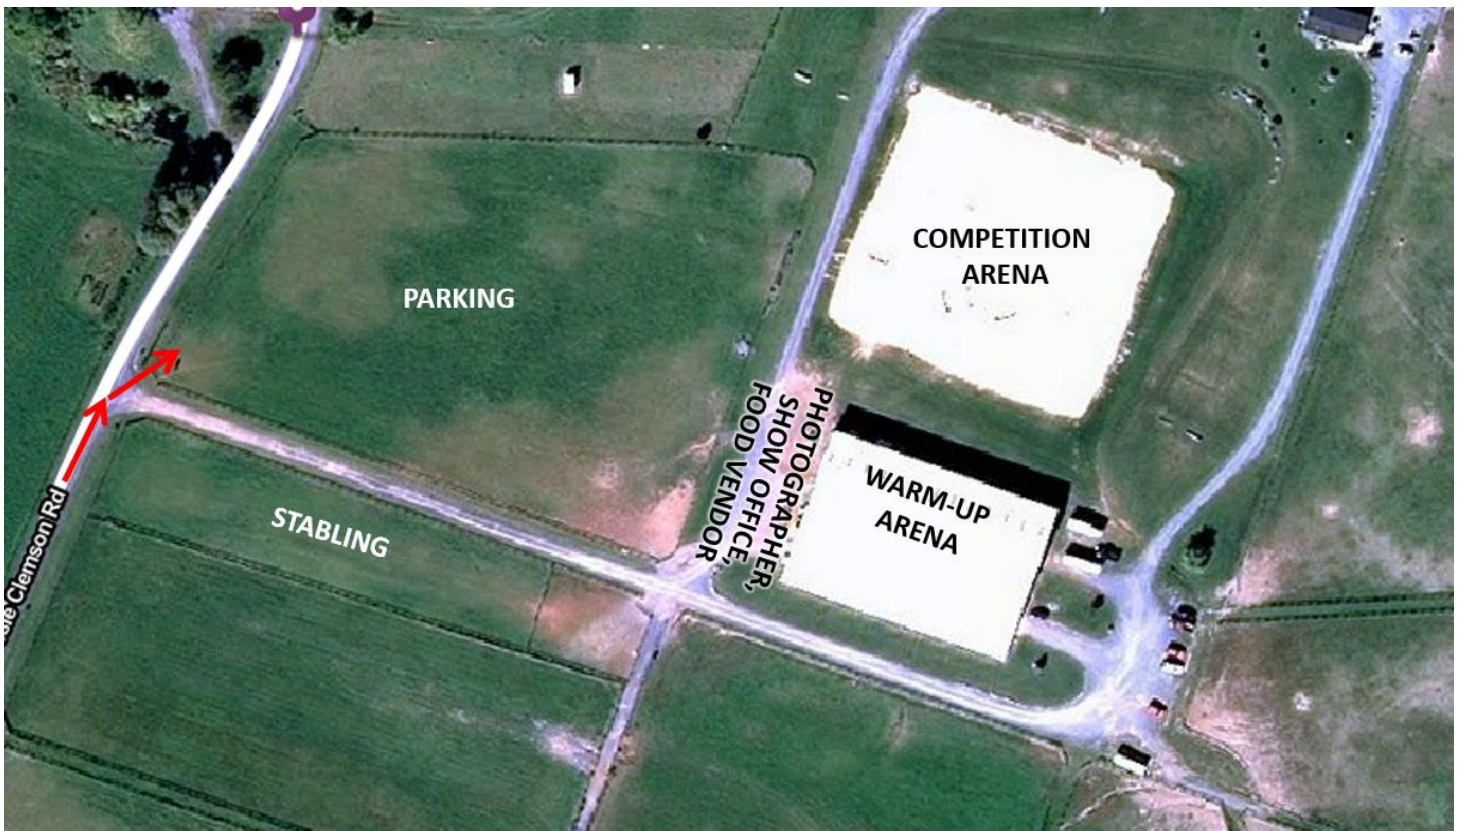 COMPETITION
ARENA
PARKING
PHOTOGRAPHER,
SHOW OFFICE,
FOOD VENDOR
WARM-UP
ARENA
STABLING
Clemson Rd